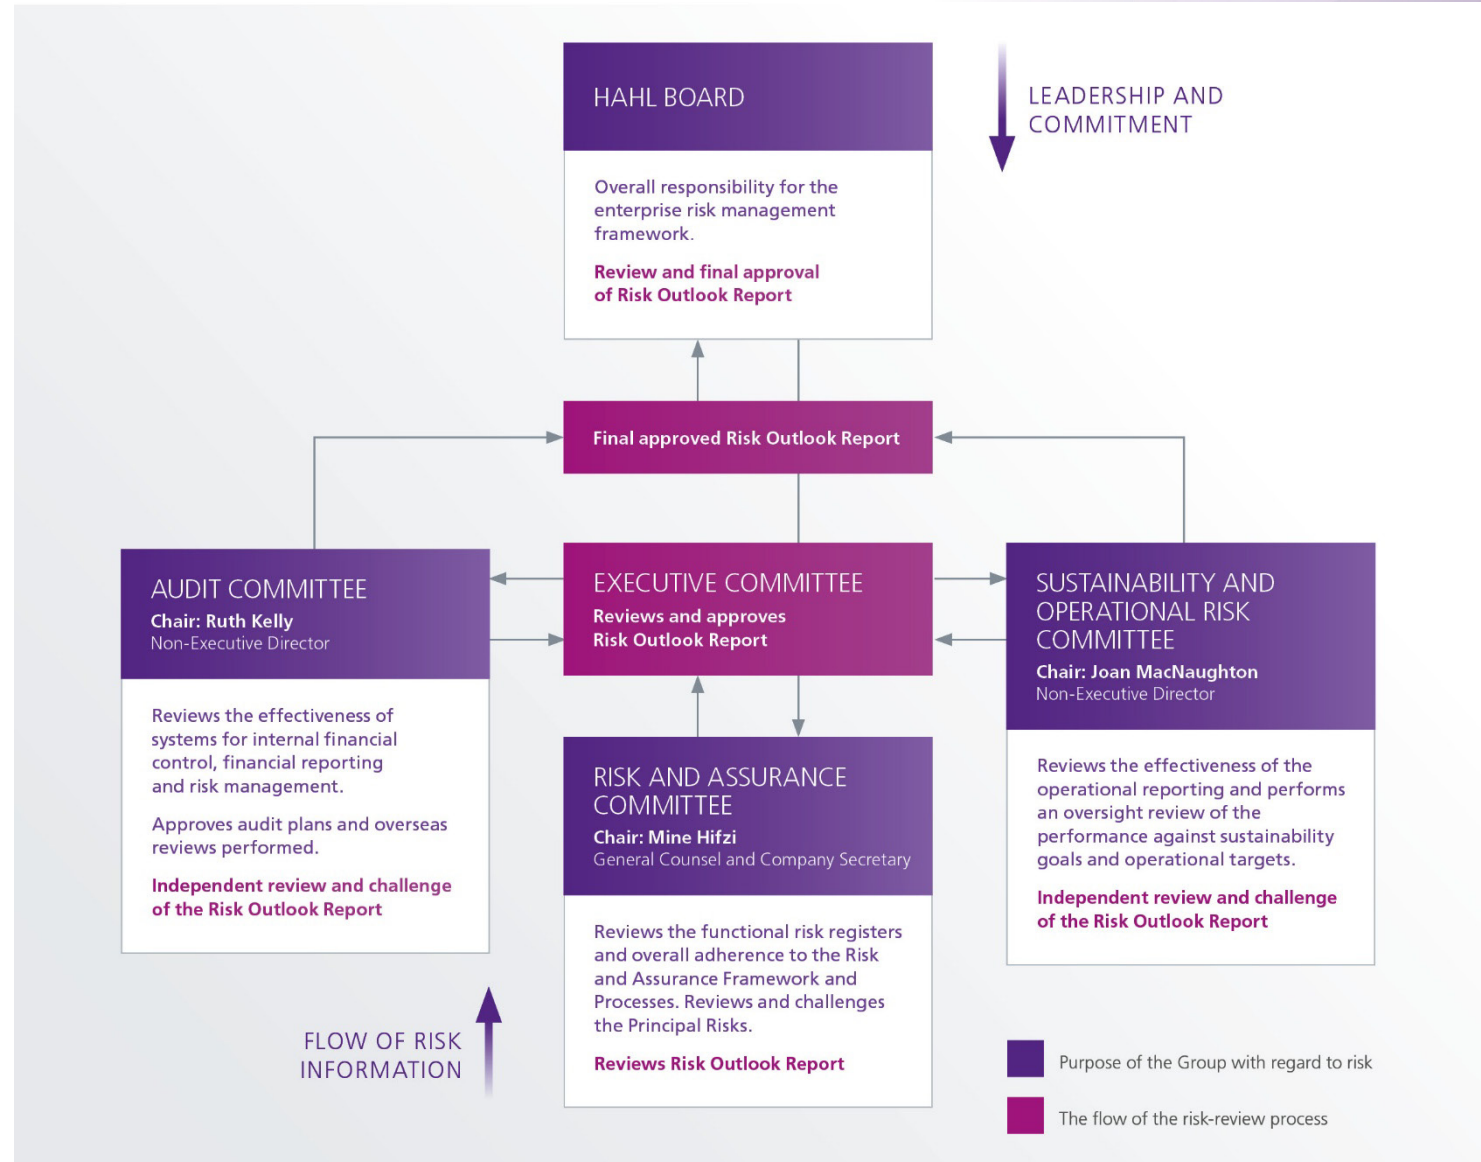 HAHL BOARD
Overall responsibility for the
enterprise risk management
framework.
Review and final approval
of Risk Outlook Report
LEADERSHIP AND
COMMITMENT
Final approved Risk Outlook Report
AUDIT COMMITTEE
Chair: Ruth Kelly
Non-Executive Director
Reviews the effectiveness of
systems for internal financial
control, financial reporting
and risk management.
Approves audit plans and overseas
reviews performed.
Independent review and challenge
of the Risk Outlook Report
EXECUTIVE COMMITTEE
Reviews and approves
Risk Outlook Report
RISK AND ASSURANCE
COMMITTEE
Chair: Mine Hifzi
General Counsel and Company Secretary
Reviews the functional risk registers
and overall adherence to the Risk
and Assurance Framework and
Processes. Reviews and challenges
the Principal Risks.
Reviews Risk Outlook Report
SUSTAINABILITY AND
OPERATIONAL RISK
COMMITTEE
Chair: Joan MacNaughton
Non-Executive Director
Reviews the effectiveness of the
operational reporting and performs
an oversight review of the
performance against sustainability
goals and operational targets.
Independent review and challenge
of the Risk Outlook Report
FLOW OF RISK
INFORMATION
Purpose of the Group with regard to risk
The flow of the risk-review process